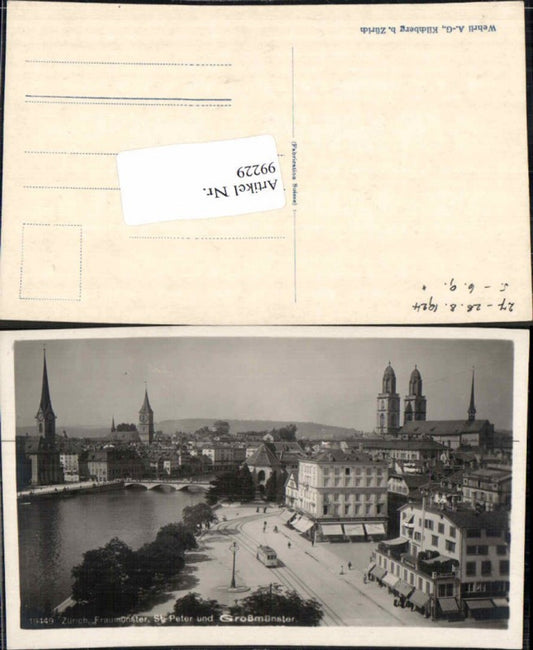 Wehrli A.-G., Kilchberg b. Zürich
(Fabrication Suisse)
Artikel Nr.
99229
27 - 28. 8. 1924
5 - 6. 9.
19149 Zürich, Fraumünster, St. Peter und Großmünster.